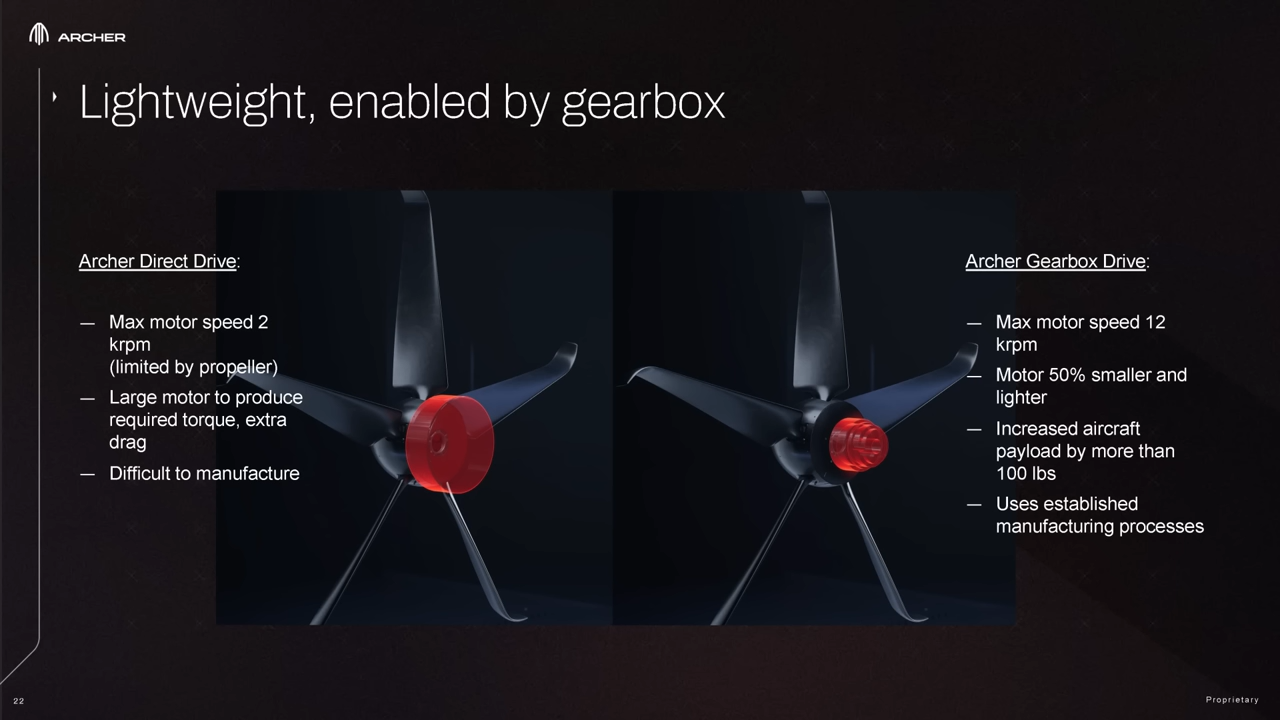 ARCHER
Lightweight, enabled by gearbox
Archer Direct Drive:
— Max motor speed 2
krpm
(limited by propeller)
— Large motor to produce
required torque, extra
drag
— Difficult to manufacture
Archer Gearbox Drive:
— Max motor speed 12
krpm
— Motor 50% smaller and
lighter
— Increased aircraft
payload by more than
100 lbs
— Uses established
manufacturing processes
22
Proprietary